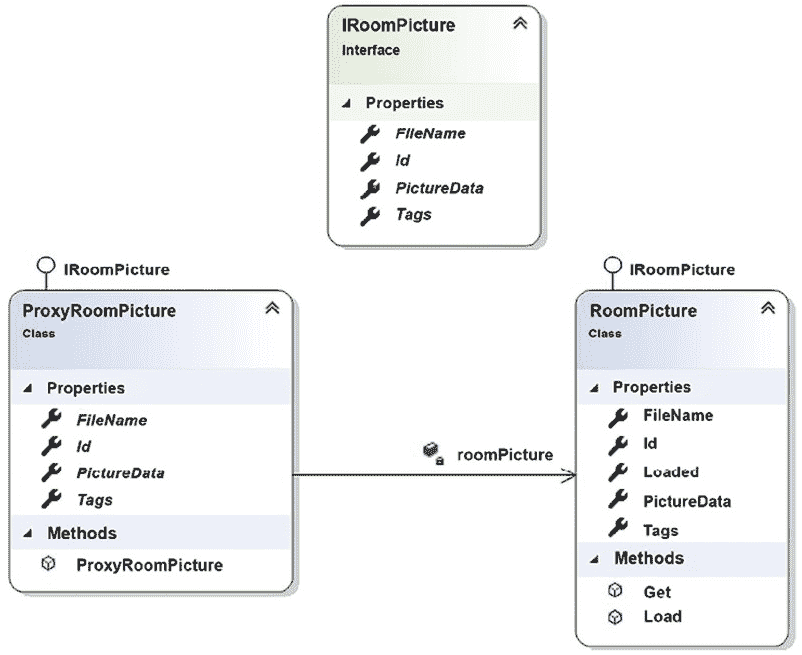 IRoomPicture
Interface
Properties
FileName
Id
PictureData
Tags
IRoomPicture
ProxyRoomPicture
Class
Properties
FileName
Id
PictureData
Tags
Methods
ProxyRoomPicture
roomPicture
IRoomPicture
RoomPicture
Class
Properties
FileName
Id
Loaded
PictureData
Tags
Methods
Get
Load